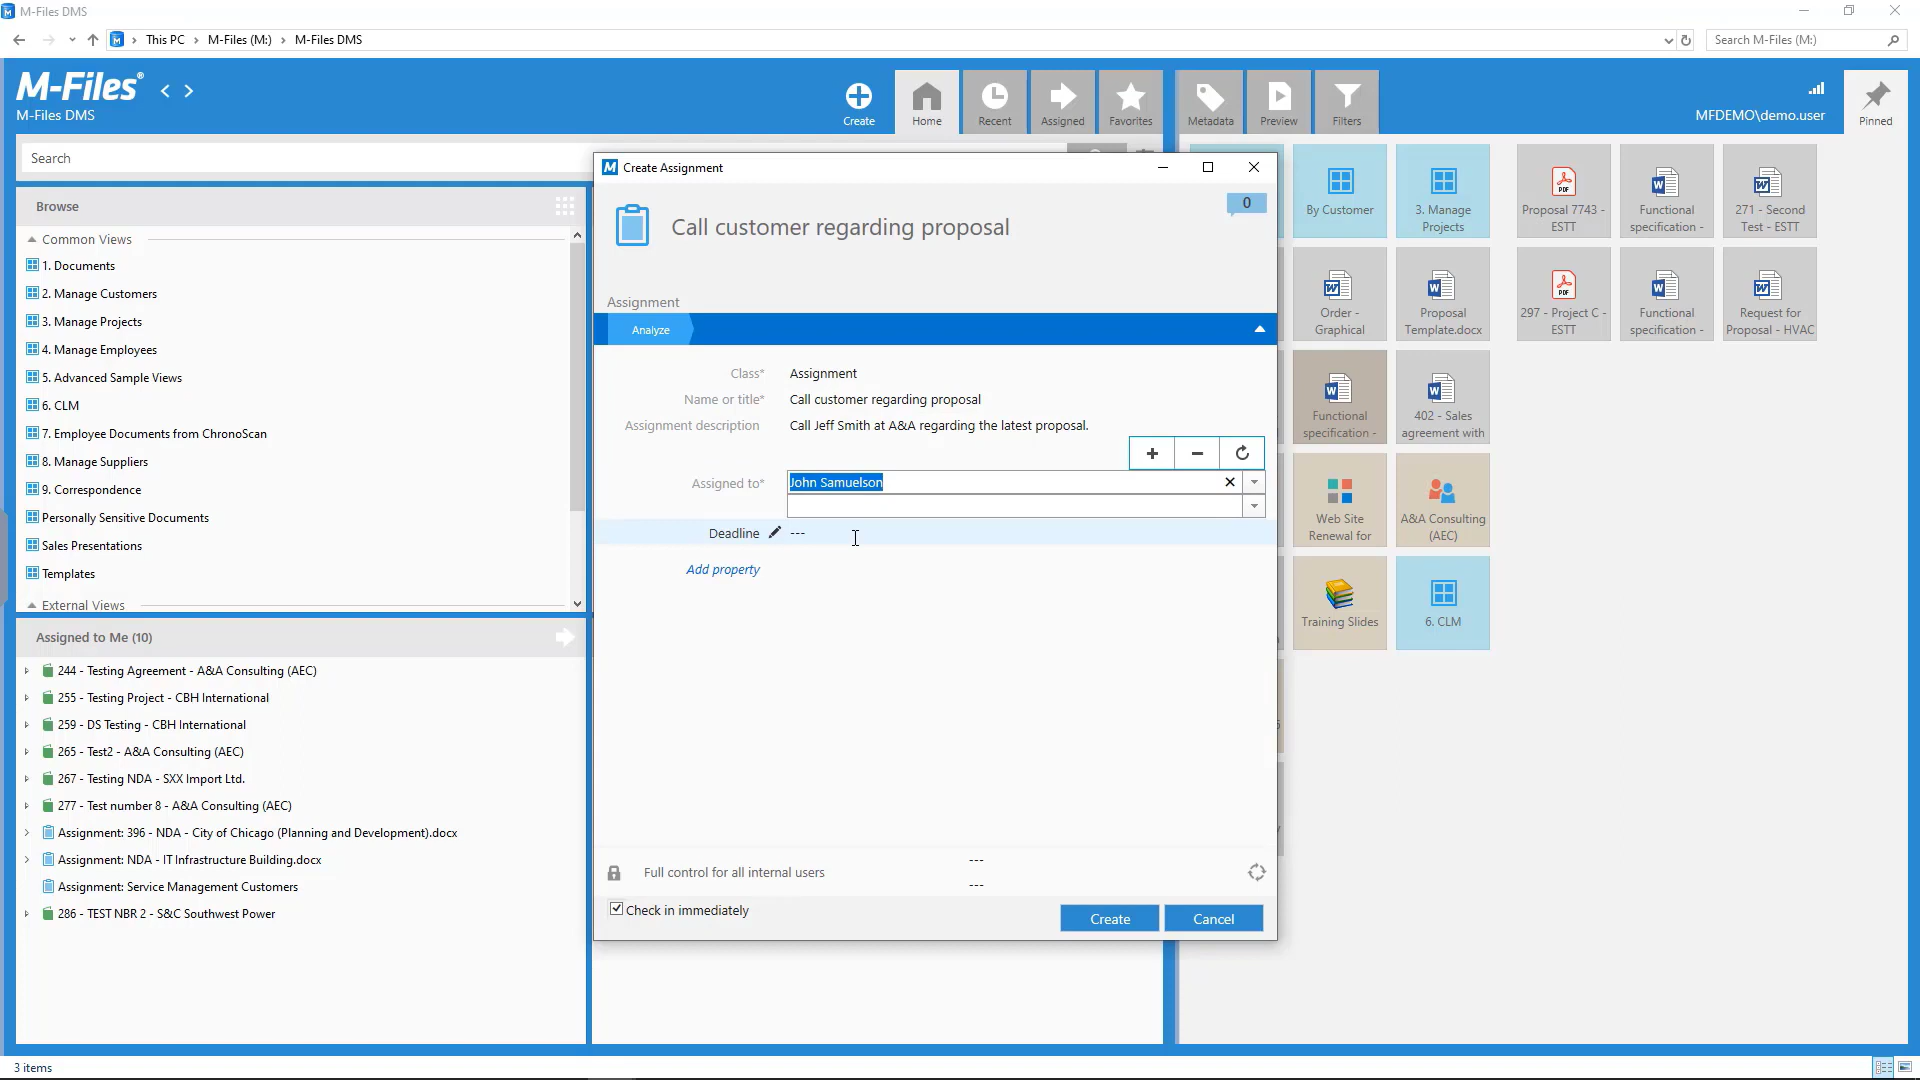 M-Files DMS
This PC > M-Files (M:) > M-Files DMS
Search M-Files (M:)
M-Files®
M-Files DMS
Create
Home
Recent
Assigned
Favorites
Metadata
Preview
Filters
MFDEMO\demo.user
Pinned
Search
Browse
Common Views
1. Documents
2. Manage Customers
3. Manage Projects
4. Manage Employees
5. Advanced Sample Views
6. CLM
7. Employee Documents from ChronoScan
8. Manage Suppliers
9. Correspondence
Personally Sensitive Documents
Sales Presentations
Templates
External Views
Assigned to Me (10)
244 - Testing Agreement - A&A Consulting (AEC)
255 - Testing Project - CBH International
259 - DS Testing - CBH International
265 - Test2 - A&A Consulting (AEC)
267 - Testing NDA - SXX Import Ltd.
277 - Test number 8 - A&A Consulting (AEC)
Assignment: 396 - NDA - City of Chicago (Planning and Development).docx
Assignment: NDA - IT Infrastructure Building.docx
Assignment: Service Management Customers
286 - TEST NBR 2 - S&C Southwest Power
Create Assignment
0
Call customer regarding proposal
Assignment
Analyze
Class* Assignment
Name or title* Call customer regarding proposal
Assignment description Call Jeff Smith at A&A regarding the latest proposal.
Assigned to* John Samuelson
Deadline ---
Add property
---
Full control for all internal users
---
Check in immediately
Create
Cancel
By Customer
3. Manage
Projects
Proposal 7743 -
ESTT
Functional
specification -
271 - Second
Test - ESTT
Order -
Graphical
Proposal
Template.docx
297 - Project C -
ESTT
Functional
specification -
Request for
Proposal - HVAC
Functional
specification -
402 - Sales
agreement with
Web Site
Renewal for
A&A Consulting
(AEC)
Training Slides
6. CLM
3 items